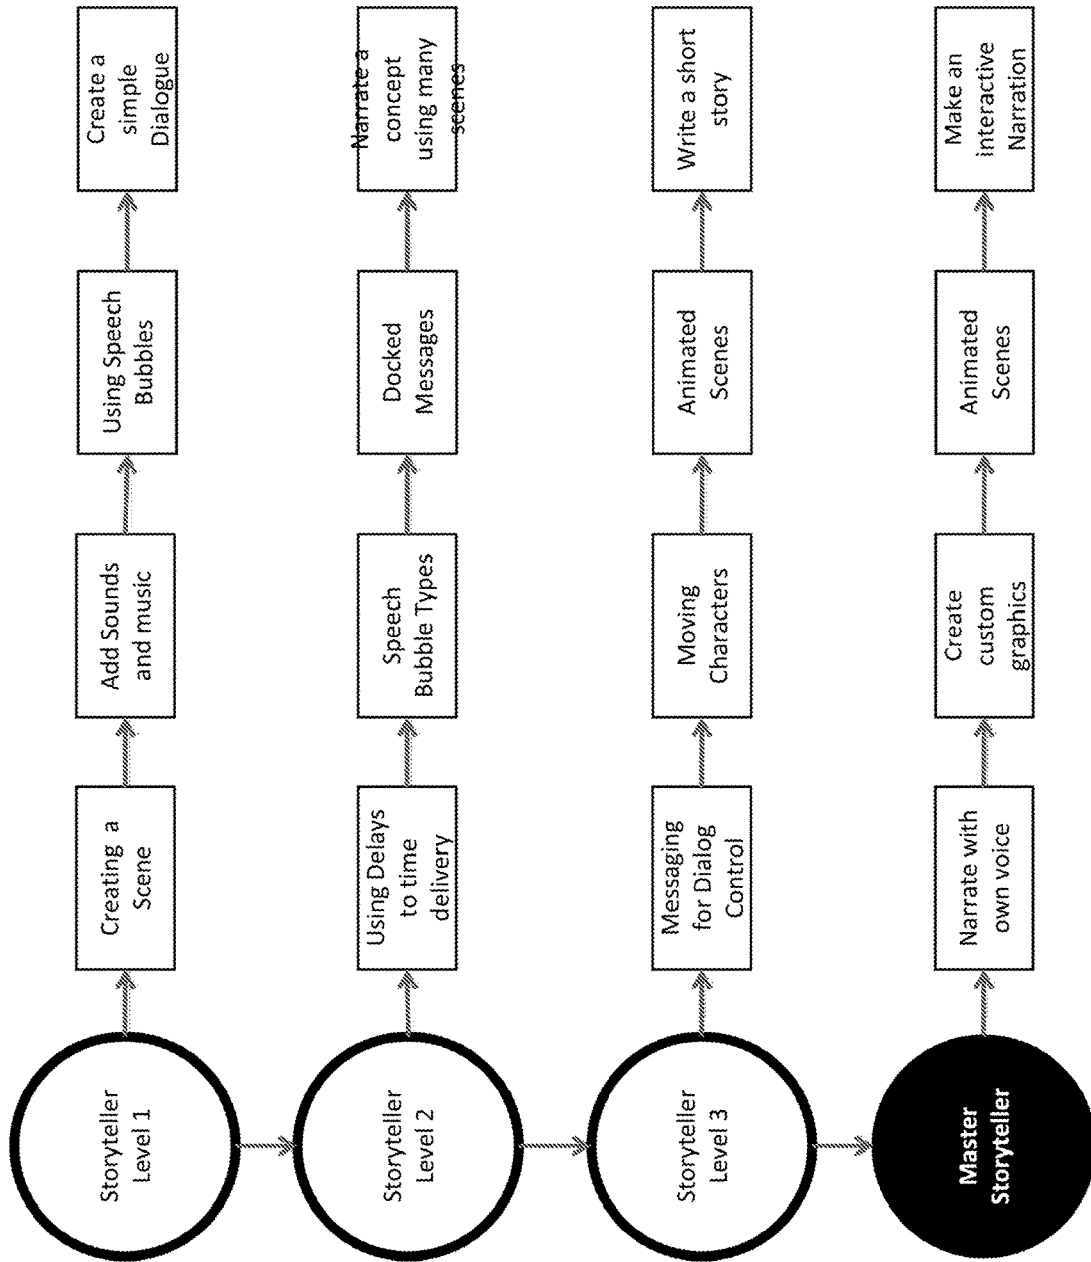 Storyteller
Level 1
Creating a
Scene
Add Sounds
and music
Using Speech
Bubbles
Create a
simple
Dialogue
Storyteller
Level 2
Using Delays
to time
delivery
Speech
Bubble Types
Docked
Messages
Narrate a
concept
using many
scenes
Storyteller
Level 3
Messaging
for Dialog
Control
Moving
Characters
Animated
Scenes
Write a short
story
Master
Storyteller
Narrate with
own voice
Create
custom
graphics
Animated
Scenes
Make an
interactive
Narration